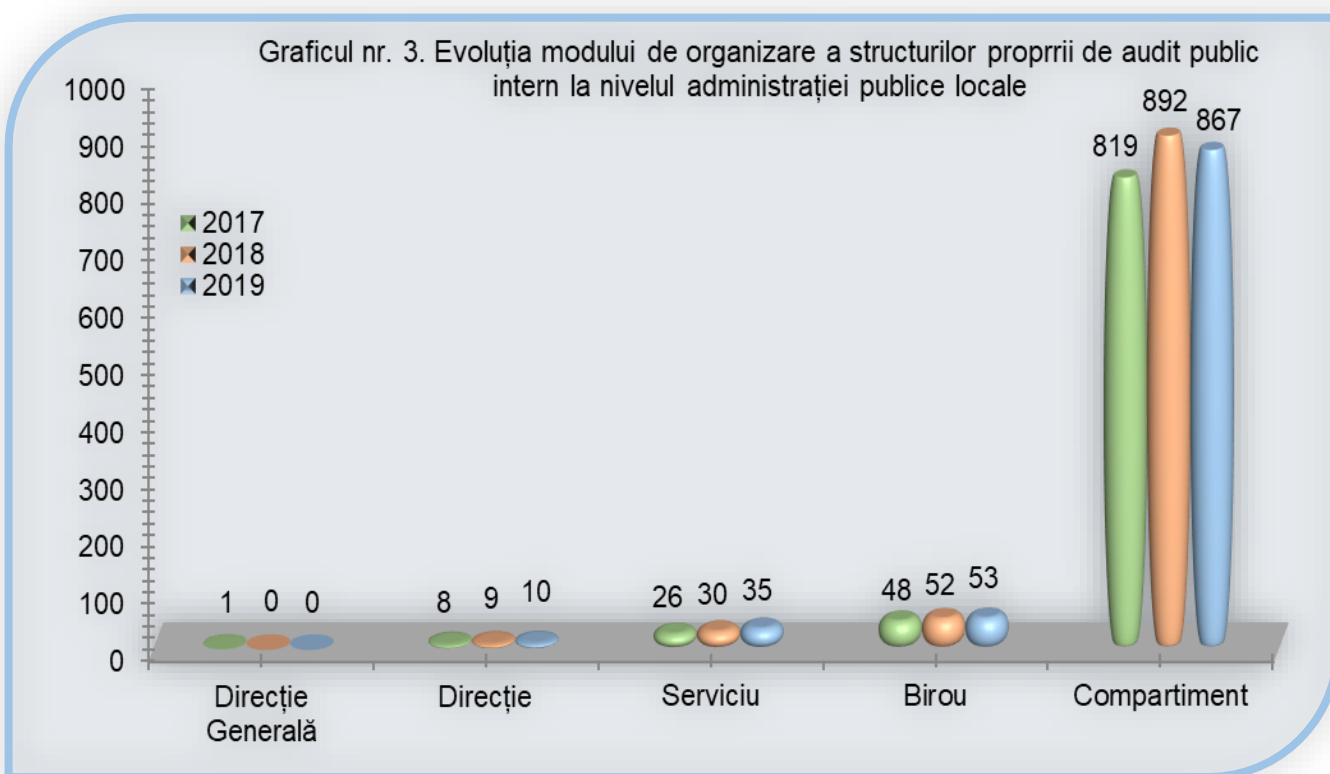 Graficul nr. 3. Evoluția modului de organizare a structurilor proprrii de audit public
intern la nivelul administrației publice locale
1000
900
800
700
600
500
400
300
200
100
0
2017
2018
2019
1 0 0
8 9 10
26 30 35
48 52 53
819 892 867
Direcție
Generală
Direcție
Serviciu
Birou
Compartiment